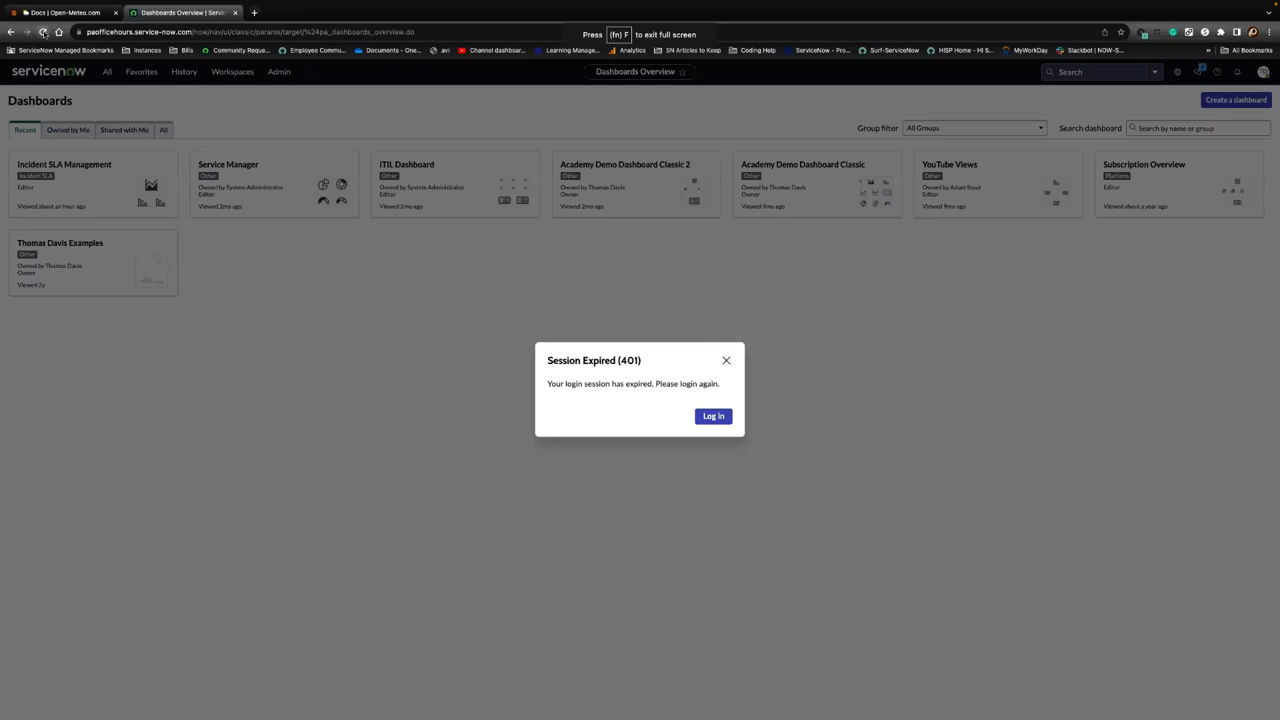 Docs | Open-Meteo.com
Dashboards Overview | Servi
Press (fn) F to exit full screen
paofficehours.service-now.com/now/nav/ui/classic/params/target/%24pa_dashboards_overview.do
ServiceNow Managed Bookmarks
Instances
Bills
Community Reque...
Employee Commu...
Documents - One...
avi
Channel dashboar...
Learning Manage...
Analytics
SN Articles to Keep
Coding Help
ServiceNow - Pro...
Surf-ServiceNow
HISP Home - HI S...
MyWorkDay
Slackbot | NOW-S...
»
All Bookmarks
servicenow
All
Favorites
History
Workspaces
Admin
Dashboards Overview
Search
Dashboards
Create a dashboard
Recent
Owned by Me
Shared with Me
All
Group filter
All Groups
Search dashboard
Search by name or group
Incident SLA Management
Incident SLA
Editor
Viewed about an hour ago
Service Manager
Other
Owned by System Administrator
Editor
Viewed 2mo ago
ITIL Dashboard
Other
Owned by System Administrator
Editor
Viewed 2mo ago
Academy Demo Dashboard Classic 2
Other
Owned by Thomas Davis
Owner
Viewed 2mo ago
Academy Demo Dashboard Classic
Other
Owned by Thomas Davis
Owner
Viewed 9mo ago
YouTube Views
Other
Owned by Adam Stout
Editor
Viewed 9mo ago
Subscription Overview
Platform
Editor
Viewed about a year ago
Thomas Davis Examples
Other
Owned by Thomas Davis
Owner
Viewed 2y
Session Expired (401)
Your login session has expired. Please login again.
Log in